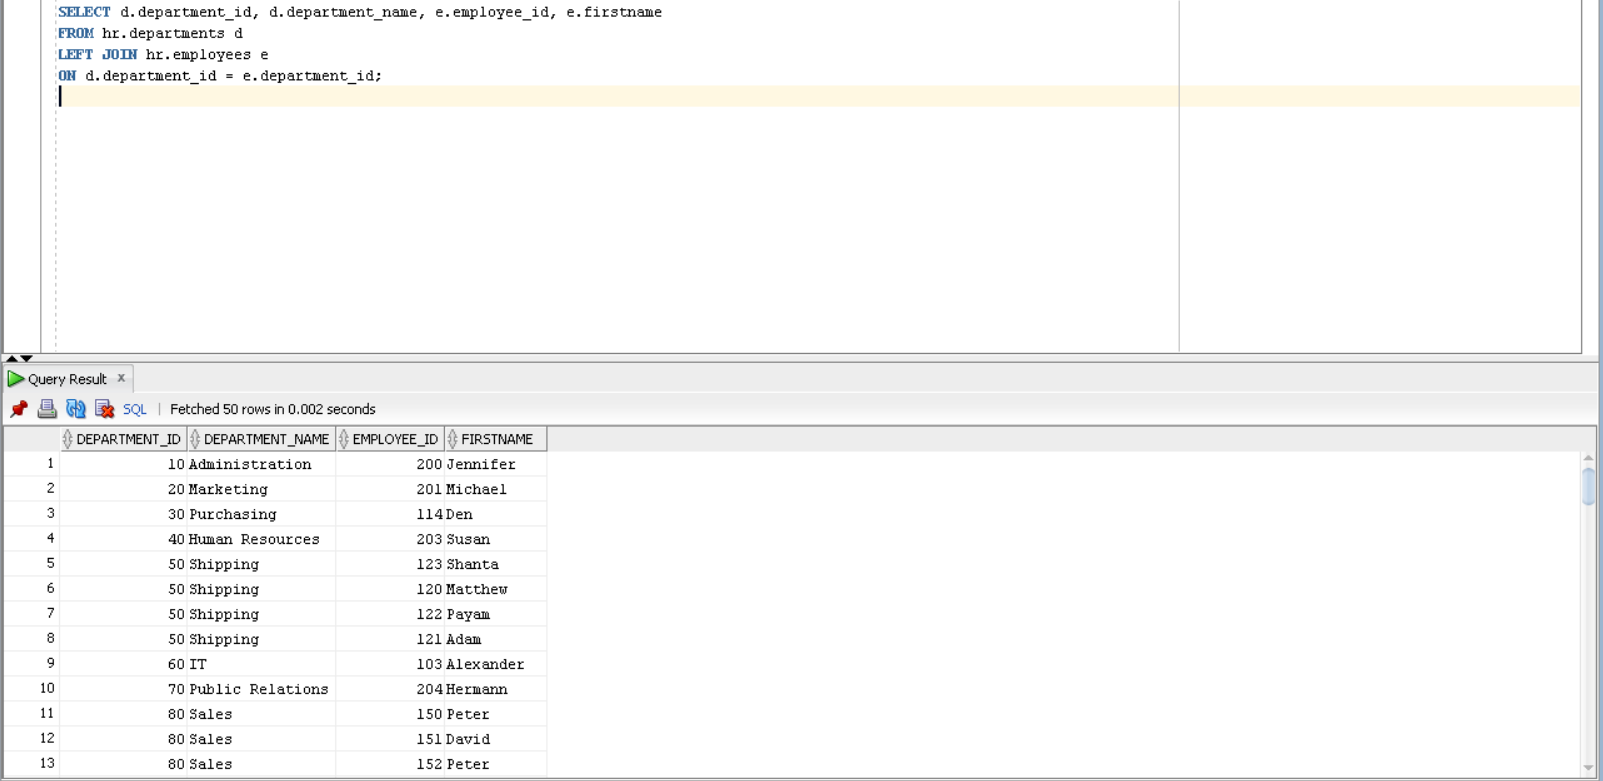 SELECT d.department_id, d.department_name, e.employee_id, e.firstname
FROM hr.departments d
LEFT JOIN hr.employees e
ON d.department_id = e.department_id;
Query Result x
SQL | Fetched 50 rows in 0.002 seconds
DEPARTMENT_ID DEPARTMENT_NAME EMPLOYEE_ID FIRSTNAME
1 10 Administration 200 Jennifer
2 20 Marketing 201 Michael
3 30 Purchasing 114 Den
4 40 Human Resources 203 Susan
5 50 Shipping 123 Shanta
6 50 Shipping 120 Matthew
7 50 Shipping 122 Payam
8 50 Shipping 121 Adam
9 60 IT 103 Alexander
10 70 Public Relations 204 Hermann
11 80 Sales 150 Peter
12 80 Sales 151 David
13 80 Sales 152 Peter